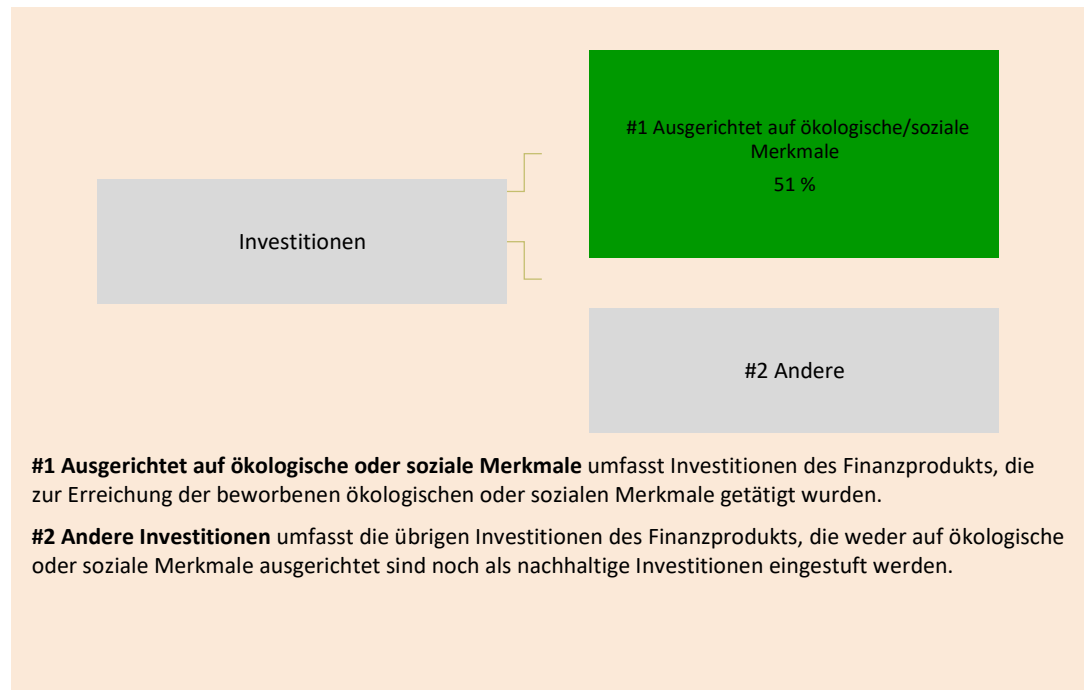 #1 Ausgerichtet auf ökologische/soziale
Merkmale
51 %
Investitionen
#2 Andere
#1 Ausgerichtet auf ökologische oder soziale Merkmale umfasst Investitionen des Finanzprodukts, die
zur Erreichung der beworbenen ökologischen oder sozialen Merkmale getätigt wurden.
#2 Andere Investitionen umfasst die übrigen Investitionen des Finanzprodukts, die weder auf ökologische
oder soziale Merkmale ausgerichtet sind noch als nachhaltige Investitionen eingestuft werden.